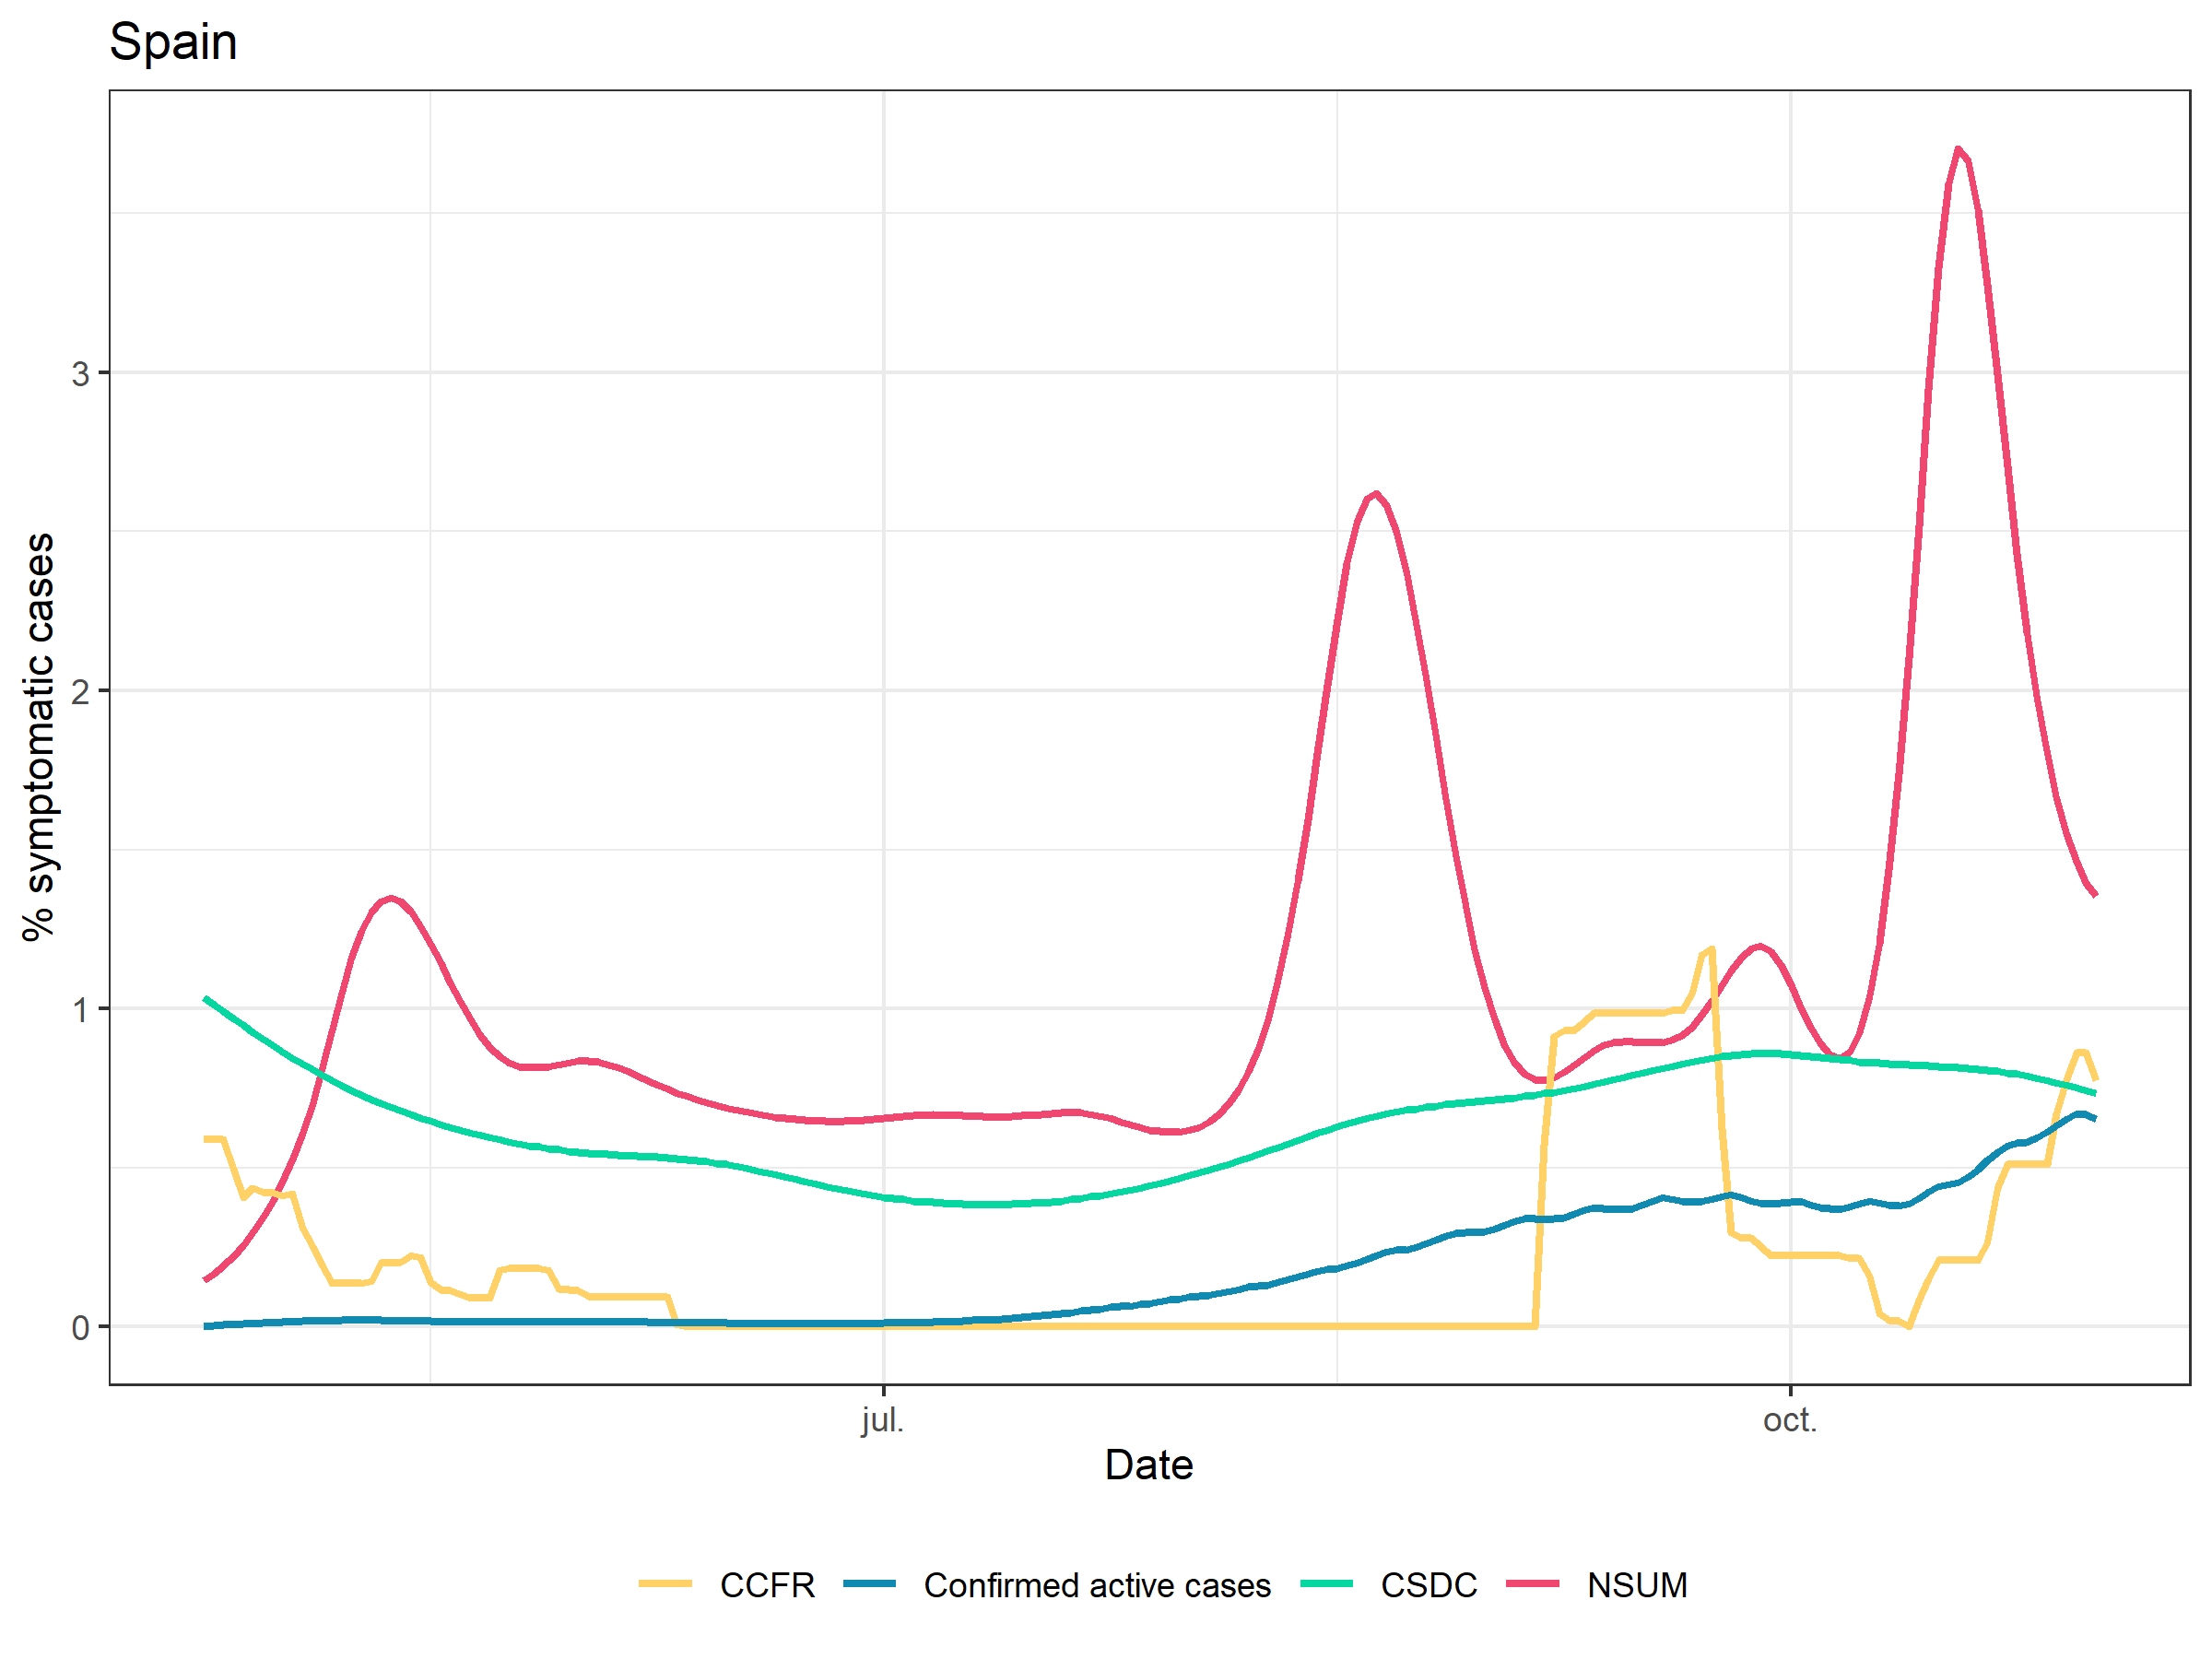 Spain
% symptomatic cases
3
2
1
0
jul.
oct.
Date
CCFR
Confirmed active cases
CSDC
NSUM